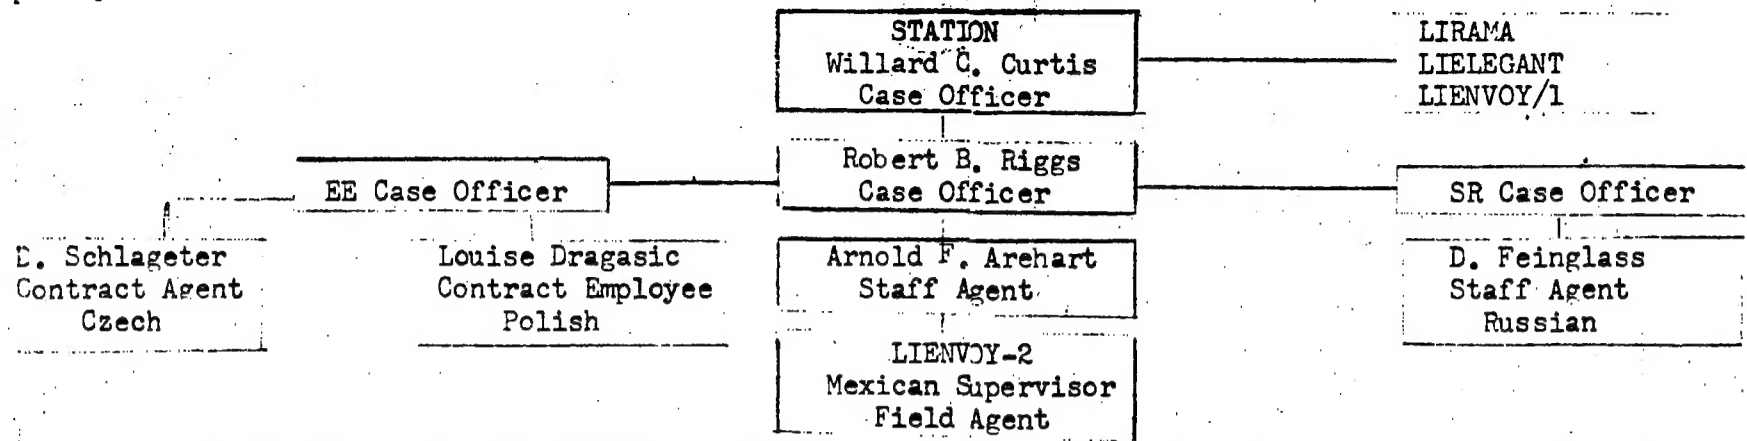 STATION
Willard C. Curtis
Case Officer
LIRAMA
LIELEGANT
LIENVOY/1
EE Case Officer
Robert B. Riggs
Case Officer
SR Case Officer
D. Schlageter
Contract Agent
Czech
Louise Dragasic
Contract Employee
Polish
Arnold F. Arehart
Staff Agent
D. Feinglass
Staff Agent
Russian
LIENVOY-2
Mexican Supervisor
Field Agent